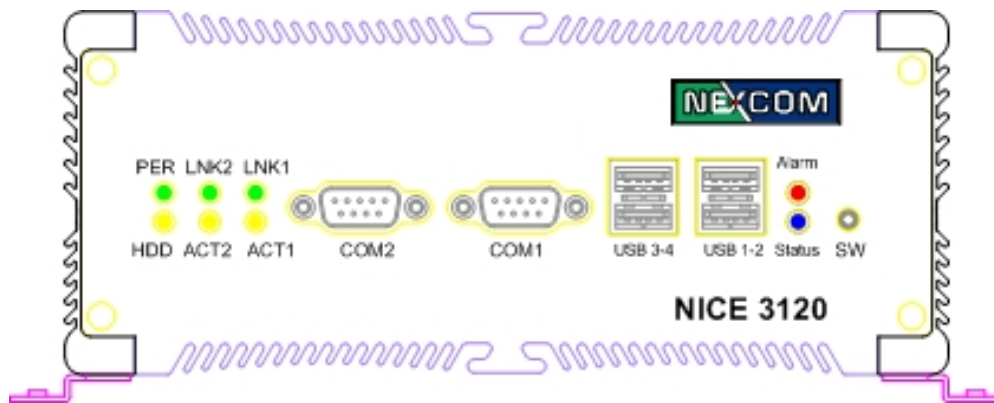 NEXCOM
PER LNK2 LNK1 Alarm
HDD ACT2 ACT1 COM2 COM1 USB 3-4 USB 1-2 Status SW
NICE 3120